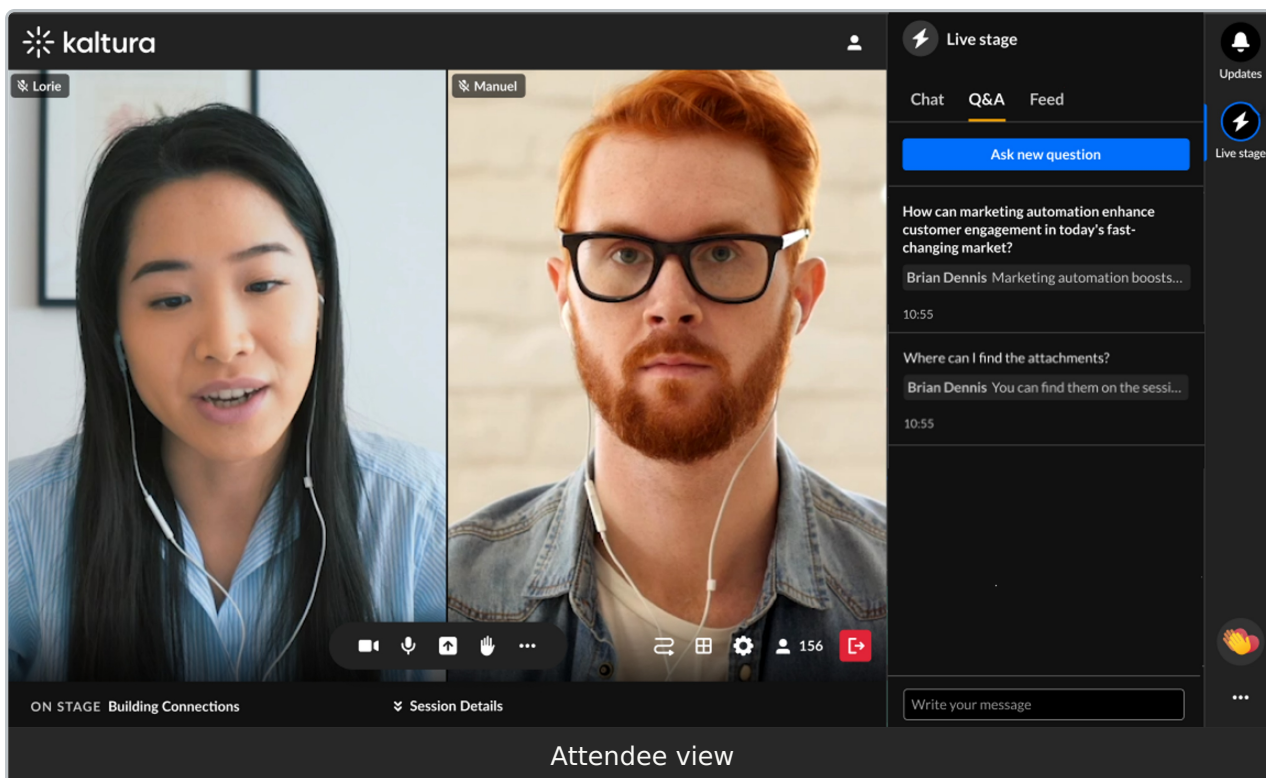 kaltura
Lorie
Manuel
156
ON STAGE Building Connections
Session Details
Live stage
Chat Q&A Feed
Ask new question
How can marketing automation enhance
customer engagement in today's fast-
changing market?
Brian Dennis Marketing automation boosts...
10:55
Where can I find the attachments?
Brian Dennis You can find them on the sessi...
10:55
Write your message
Updates
Live stage
Attendee view